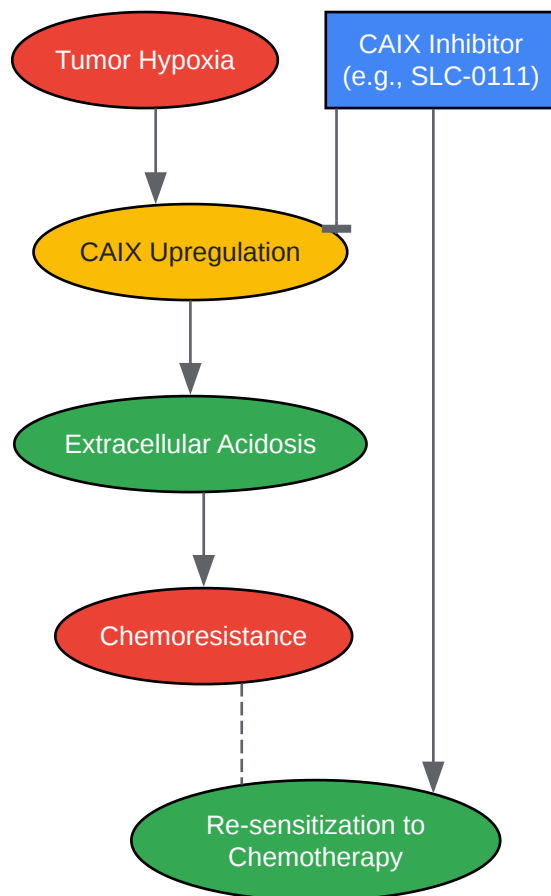 Tumor Hypoxia
CAIX Inhibitor
(e.g., SLC-0111)
CAIX Upregulation
Extracellular Acidosis
Chemoresistance
Re-sensitization to
Chemotherapy